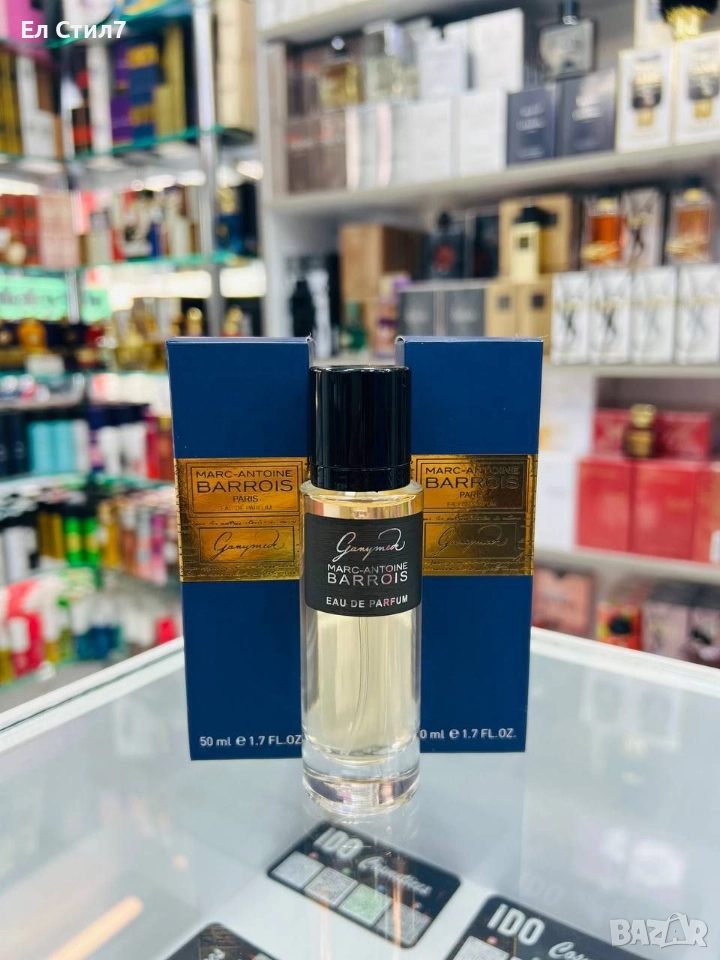 Ел Стил7
MARC-ANTOINE
BARROIS
PARIS
EAU DE PARFUM
Ganymede
50 ml e 1.7 FL.OZ
MARC-ANTOINE
BARROIS
Ganymede
0 ml e 1.7 FL.OZ.
Ganymede
MARC-ANTOINE
BARROIS
EAU DE PARFUM
IDO Cosmetics
IDO
BAZAR